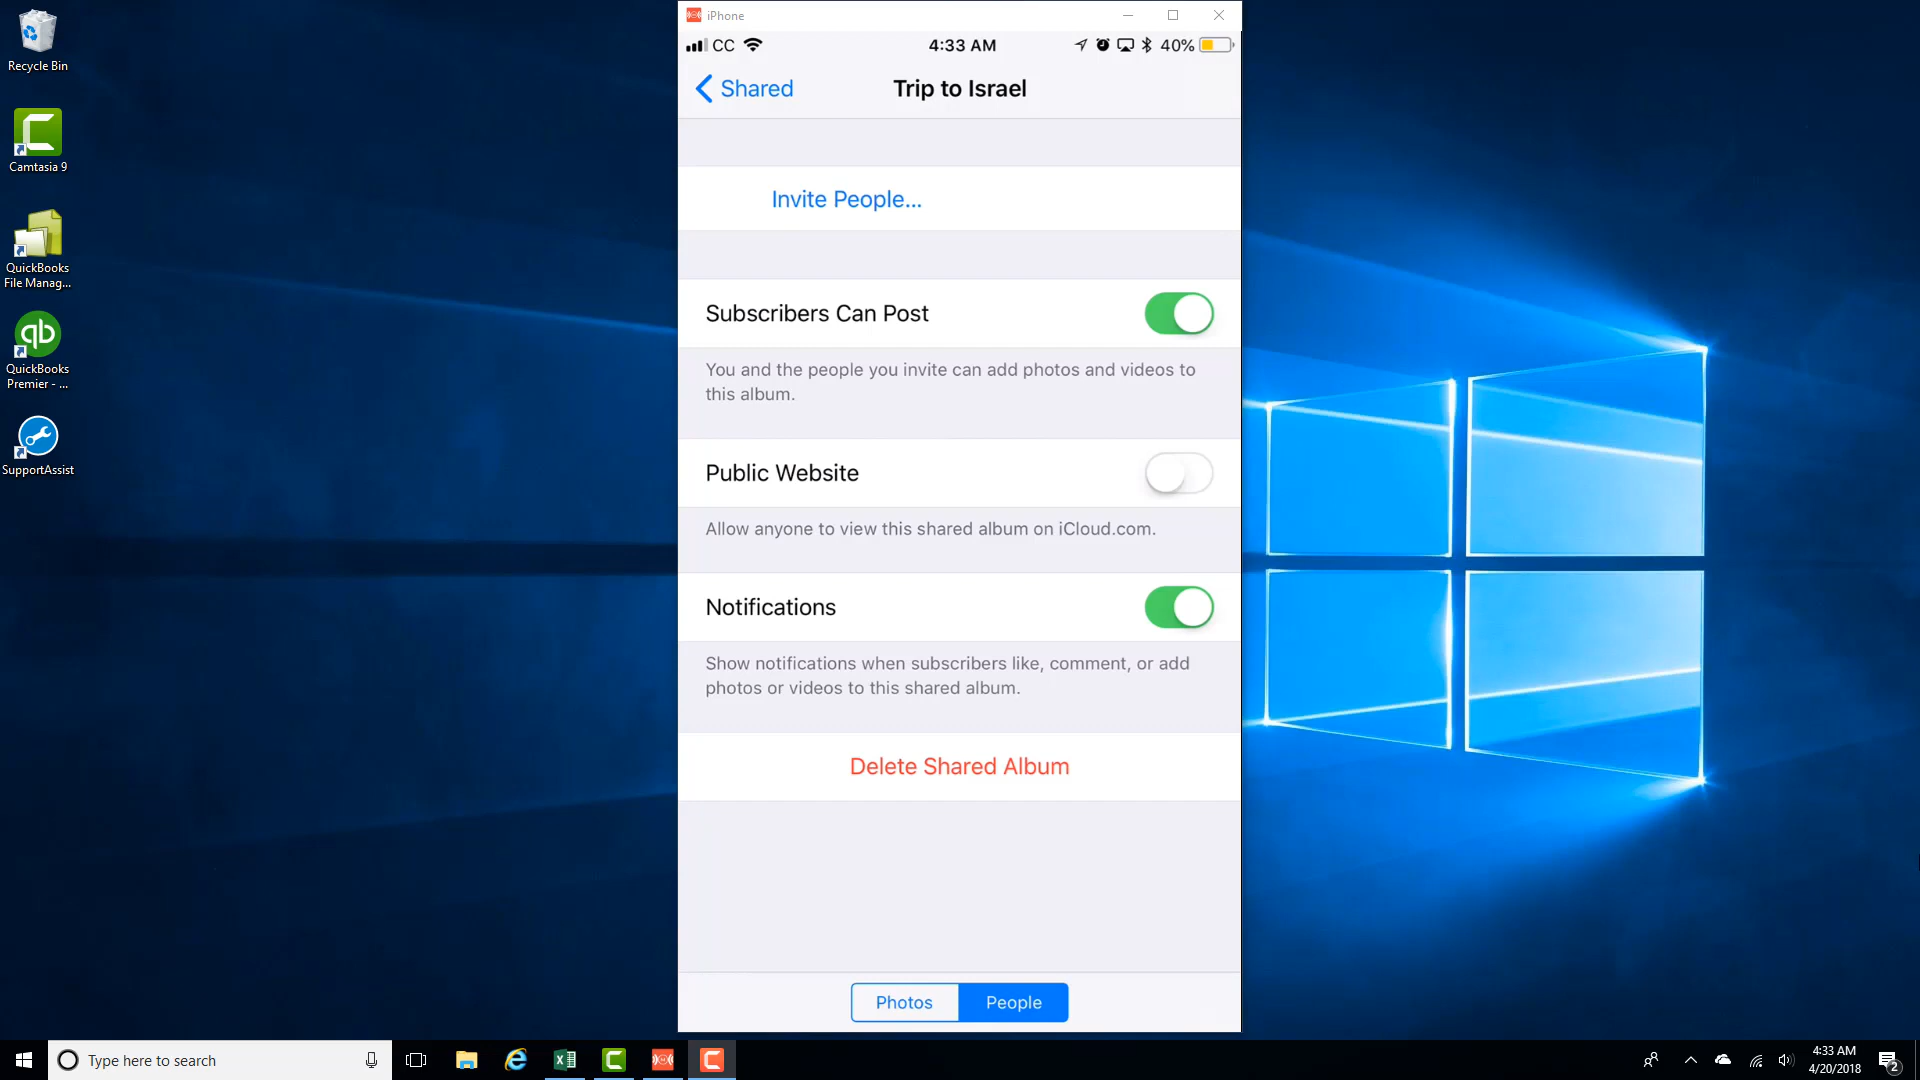 iPhone
CC
4:33 AM
40%
Shared
Trip to Israel
Invite People...
Subscribers Can Post
You and the people you invite can add photos and videos to
this album.
Public Website
Allow anyone to view this shared album on iCloud.com.
Notifications
Show notifications when subscribers like, comment, or add
photos or videos to this shared album.
Delete Shared Album
Photos
People
Recycle Bin
Camtasia 9
QuickBooks
File Manag...
qb
QuickBooks
Premier - ...
SupportAssist
Type here to search
4:33 AM
4/20/2018
2